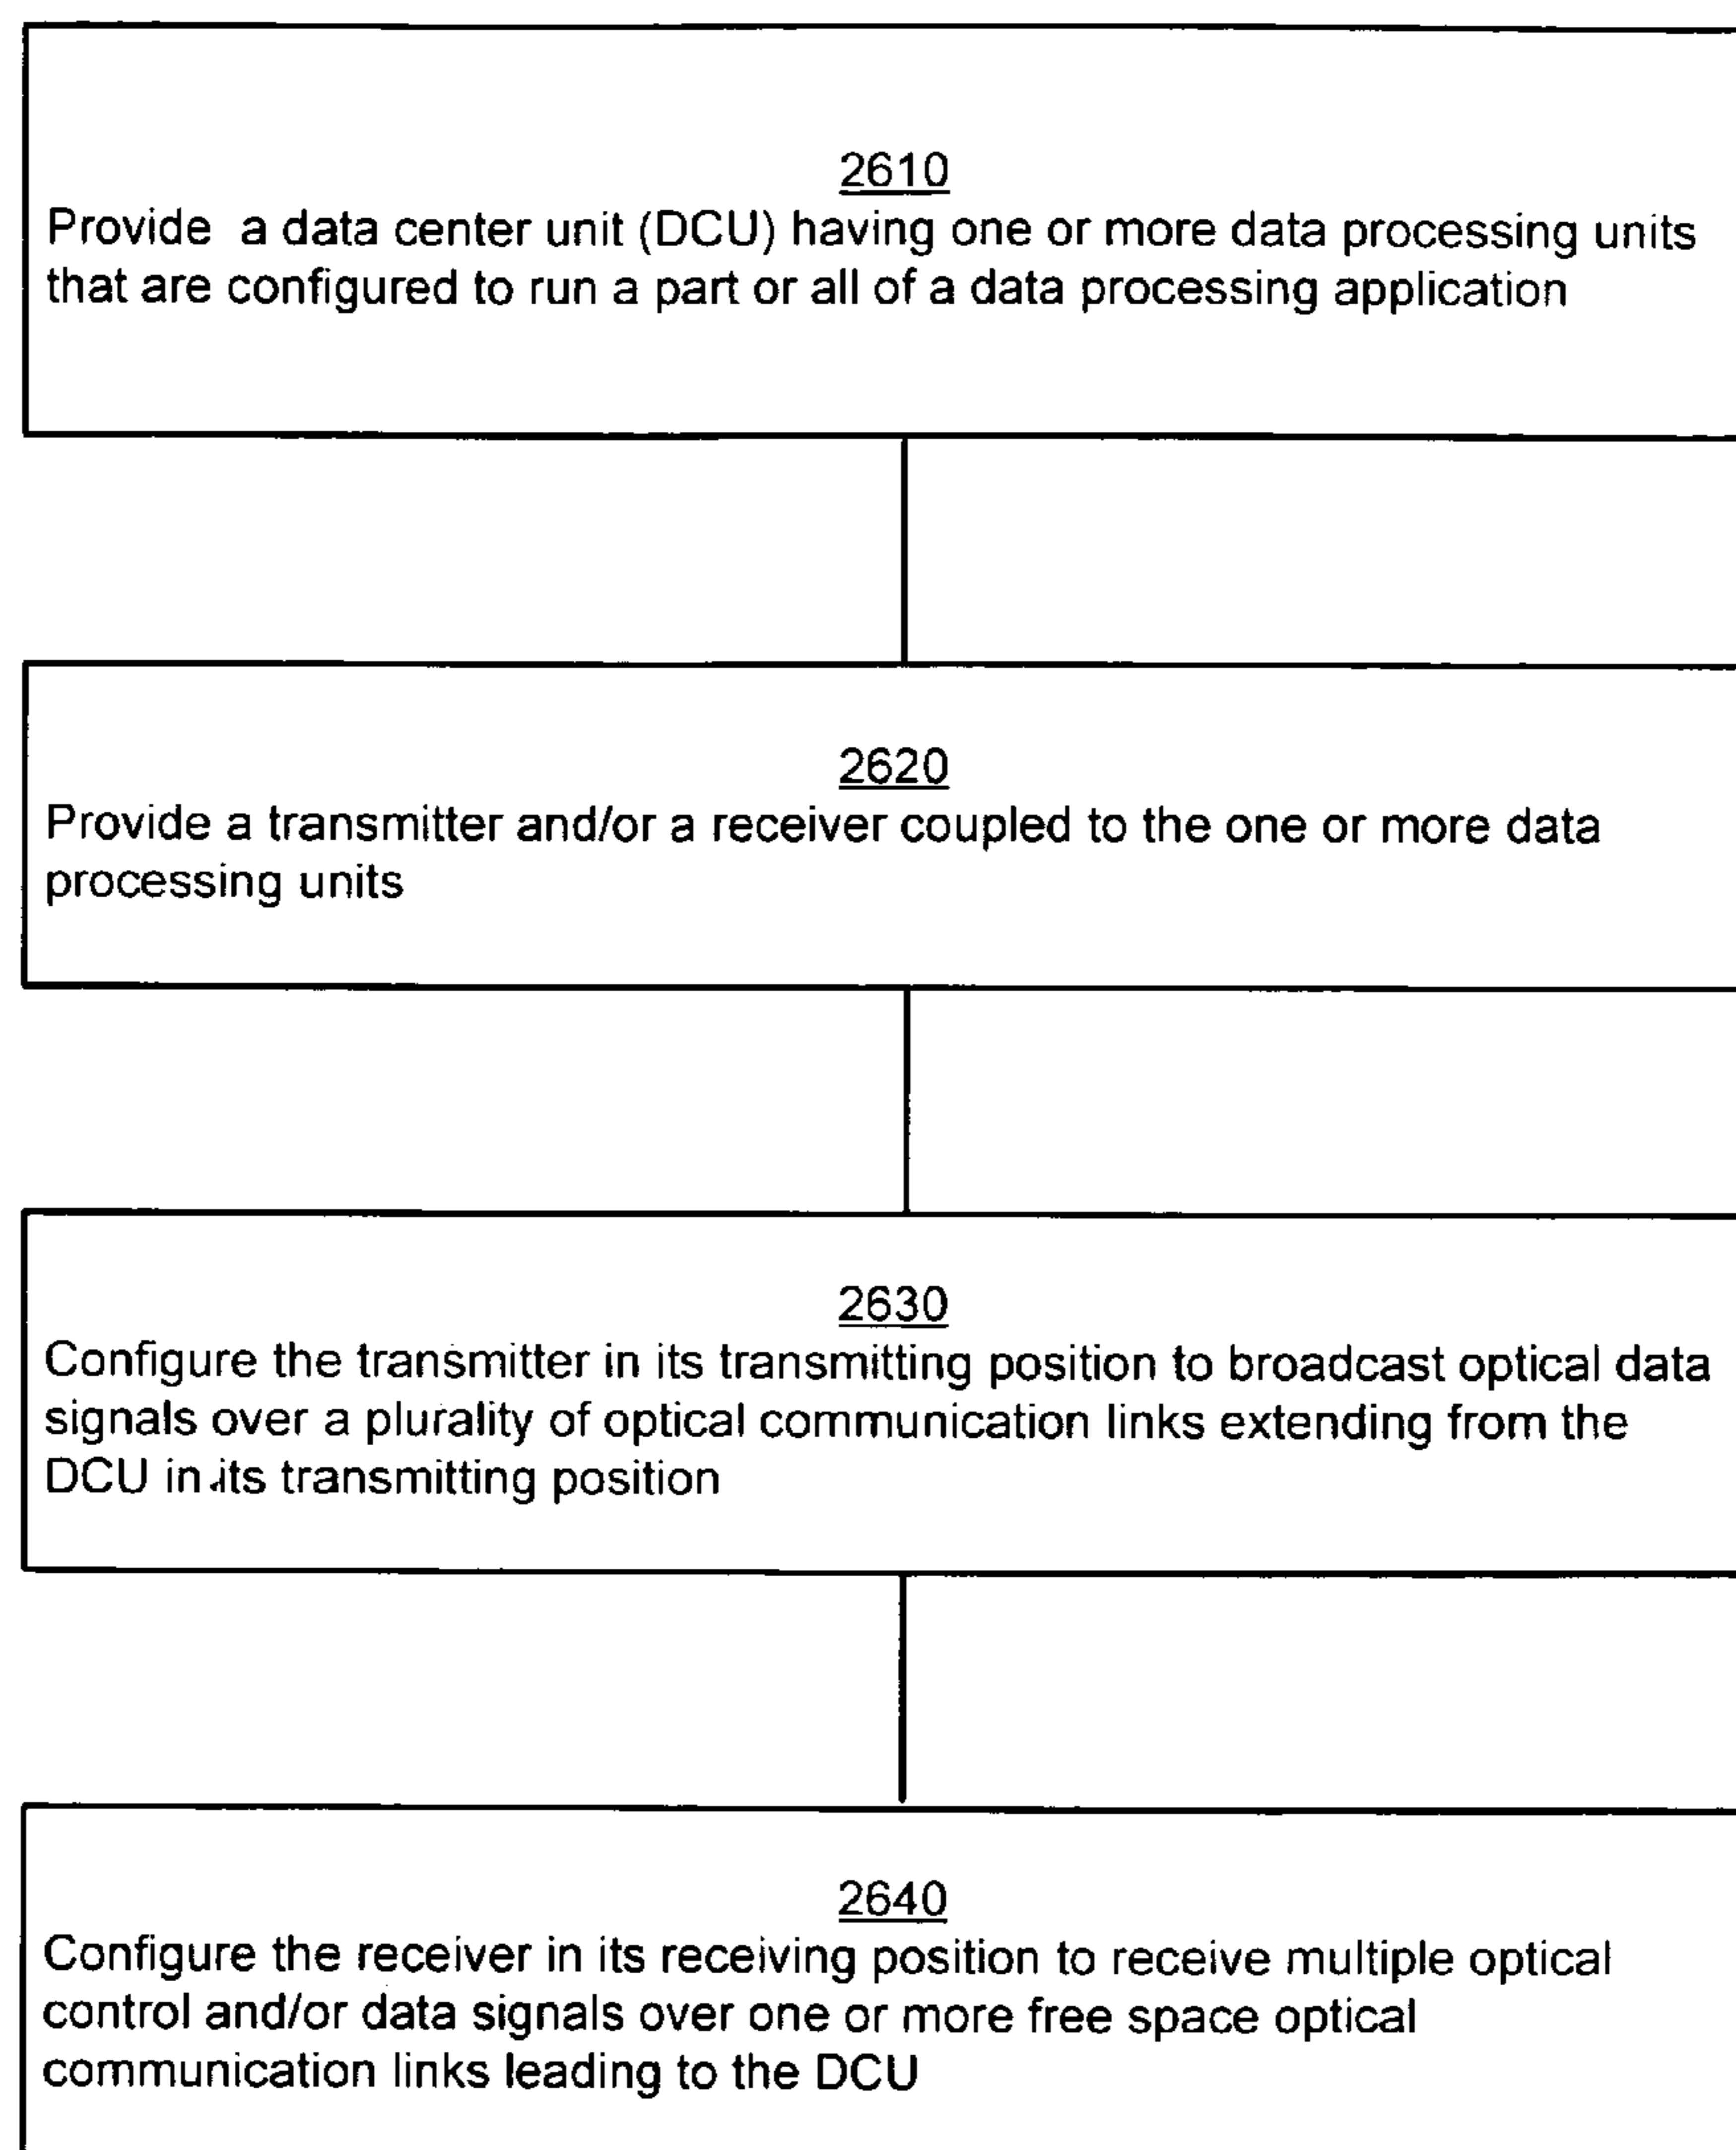 2610
Provide a data center unit (DCU) having one or more data processing units
that are configured to run a part or all of a data processing application
2620
Provide a transmitter and/or a receiver coupled to the one or more data
processing units
2630
Configure the transmitter in its transmitting position to broadcast optical data
signals over a plurality of optical communication links extending from the
DCU in its transmitting position
2640
Configure the receiver in its receiving position to receive multiple optical
control and/or data signals over one or more free space optical
communication links leading to the DCU